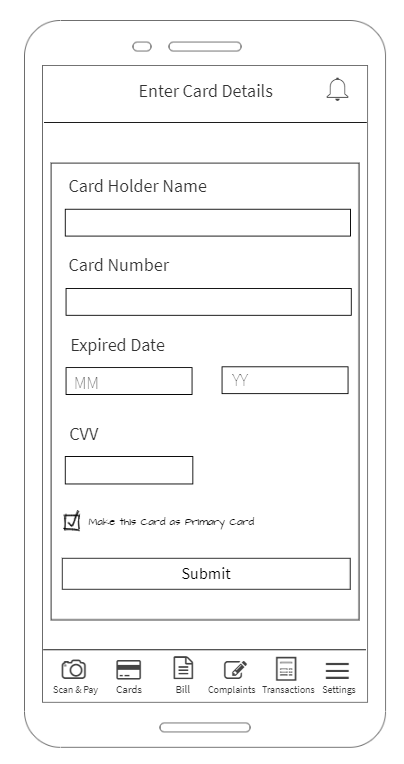 Enter Card Details
Card Holder Name
Card Number
Expired Date
MM YY
CVV
Make this Card as Primary Card
Submit
Scan & Pay Cards Bill Complaints Transactions Settings